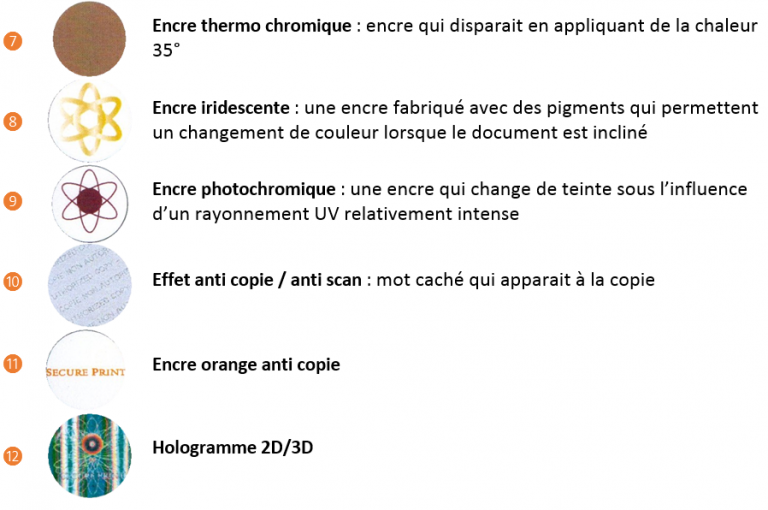 7
Encre thermo chromique : encre qui disparait en appliquant de la chaleur
35°
8
Encre iridescente : une encre fabriqué avec des pigments qui permettent
un changement de couleur lorsque le document est incliné
9
Encre photochromique : une encre qui change de teinte sous l’influence
d’un rayonnement UV relativement intense
10
Effet anti copie / anti scan : mot caché qui apparait à la copie
11
SECURE PRINT
Encre orange anti copie
12
Hologramme 2D/3D